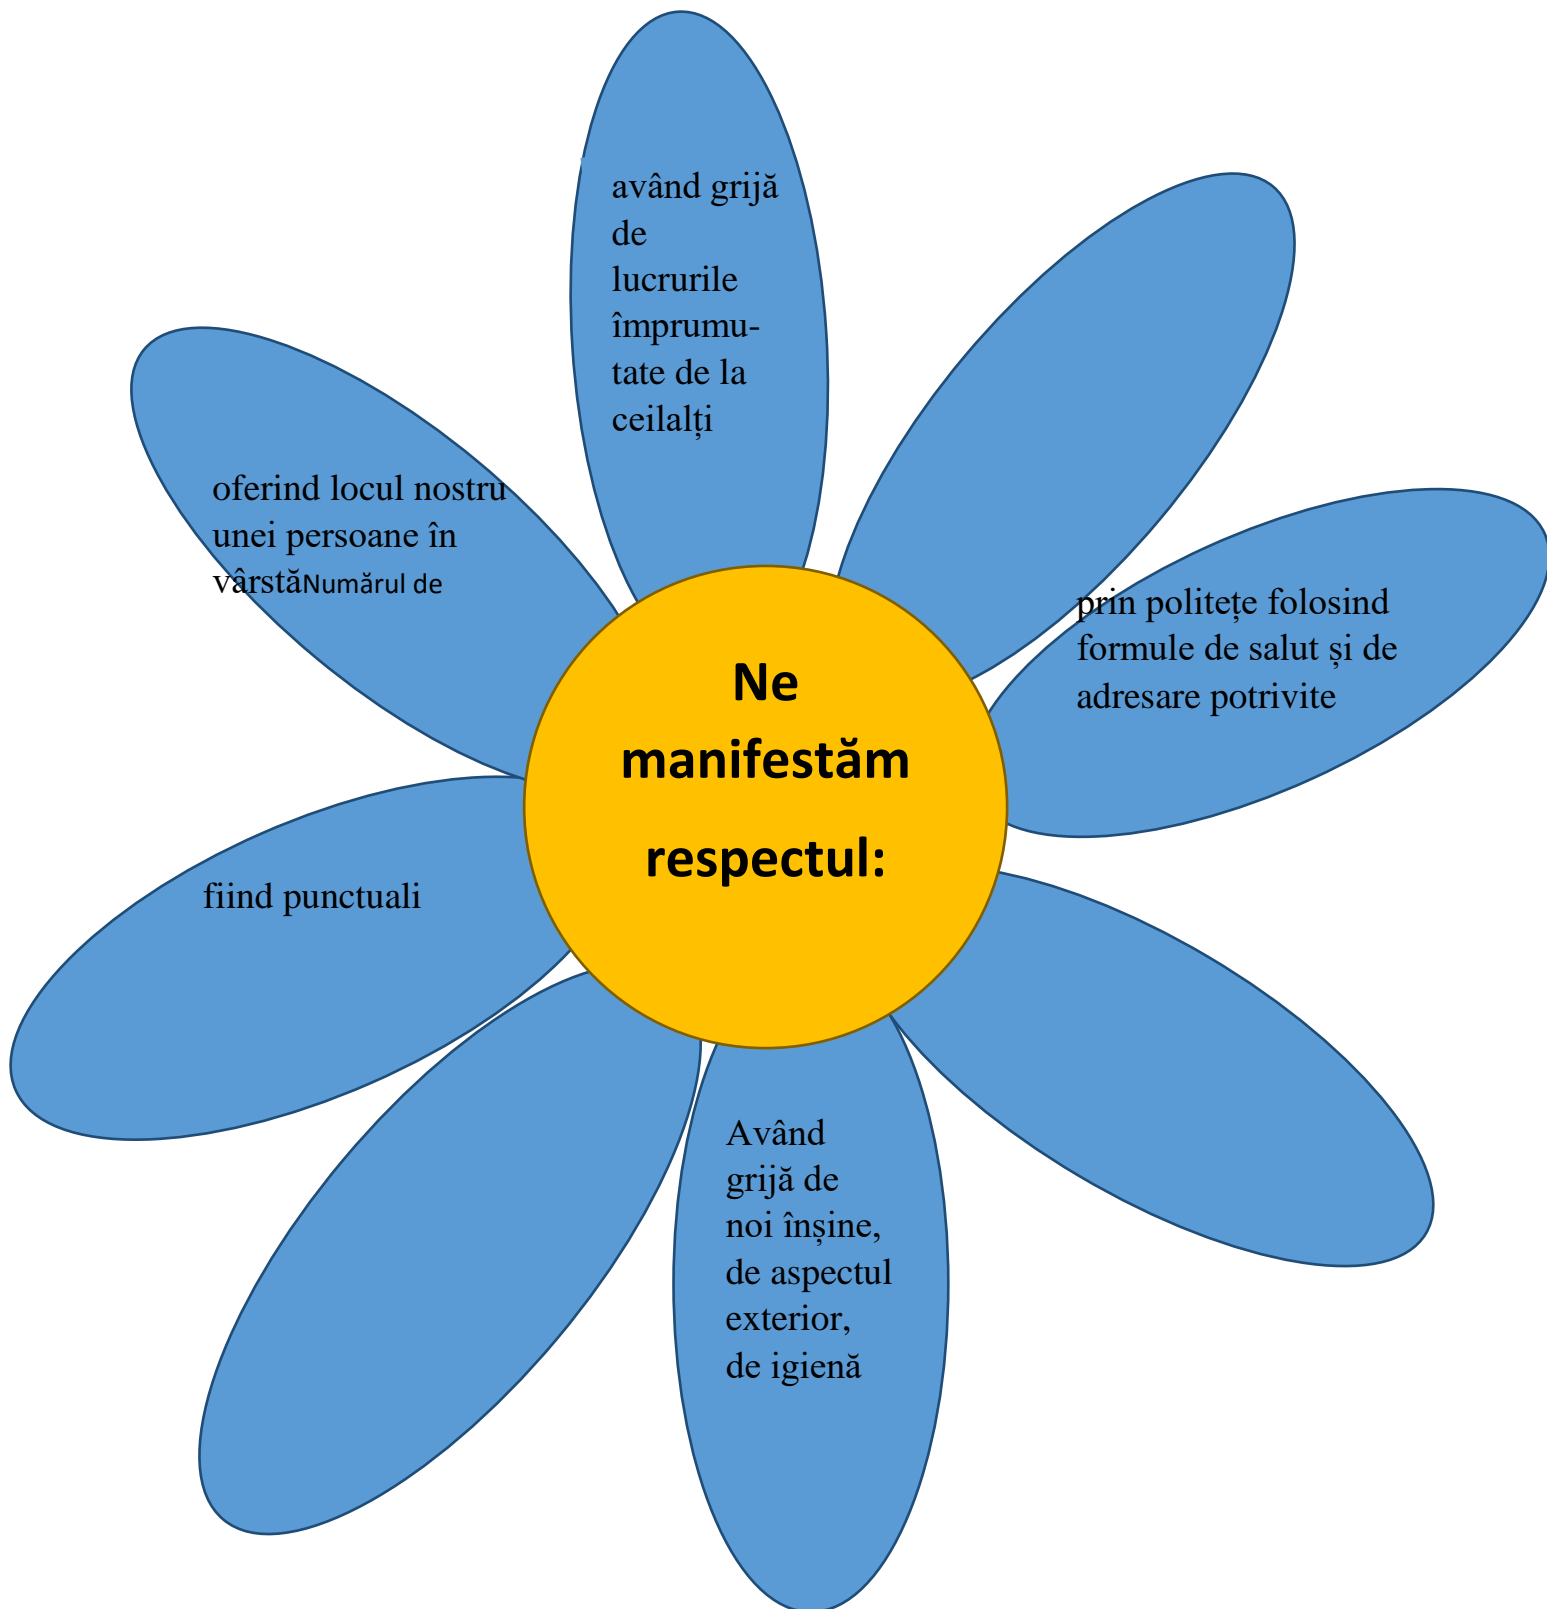 având grijă
de
lucrurile
împrumu-
tate de la
ceilalți
oferind locul nostru
unei persoane în
vârstăNumărul de
prin politețe folosind
formule de salut și de
adresare potrivite
Ne
manifestăm
respectul:
fiind punctuali
Având
grijă de
noi înșine,
de aspectul
exterior,
de igienă